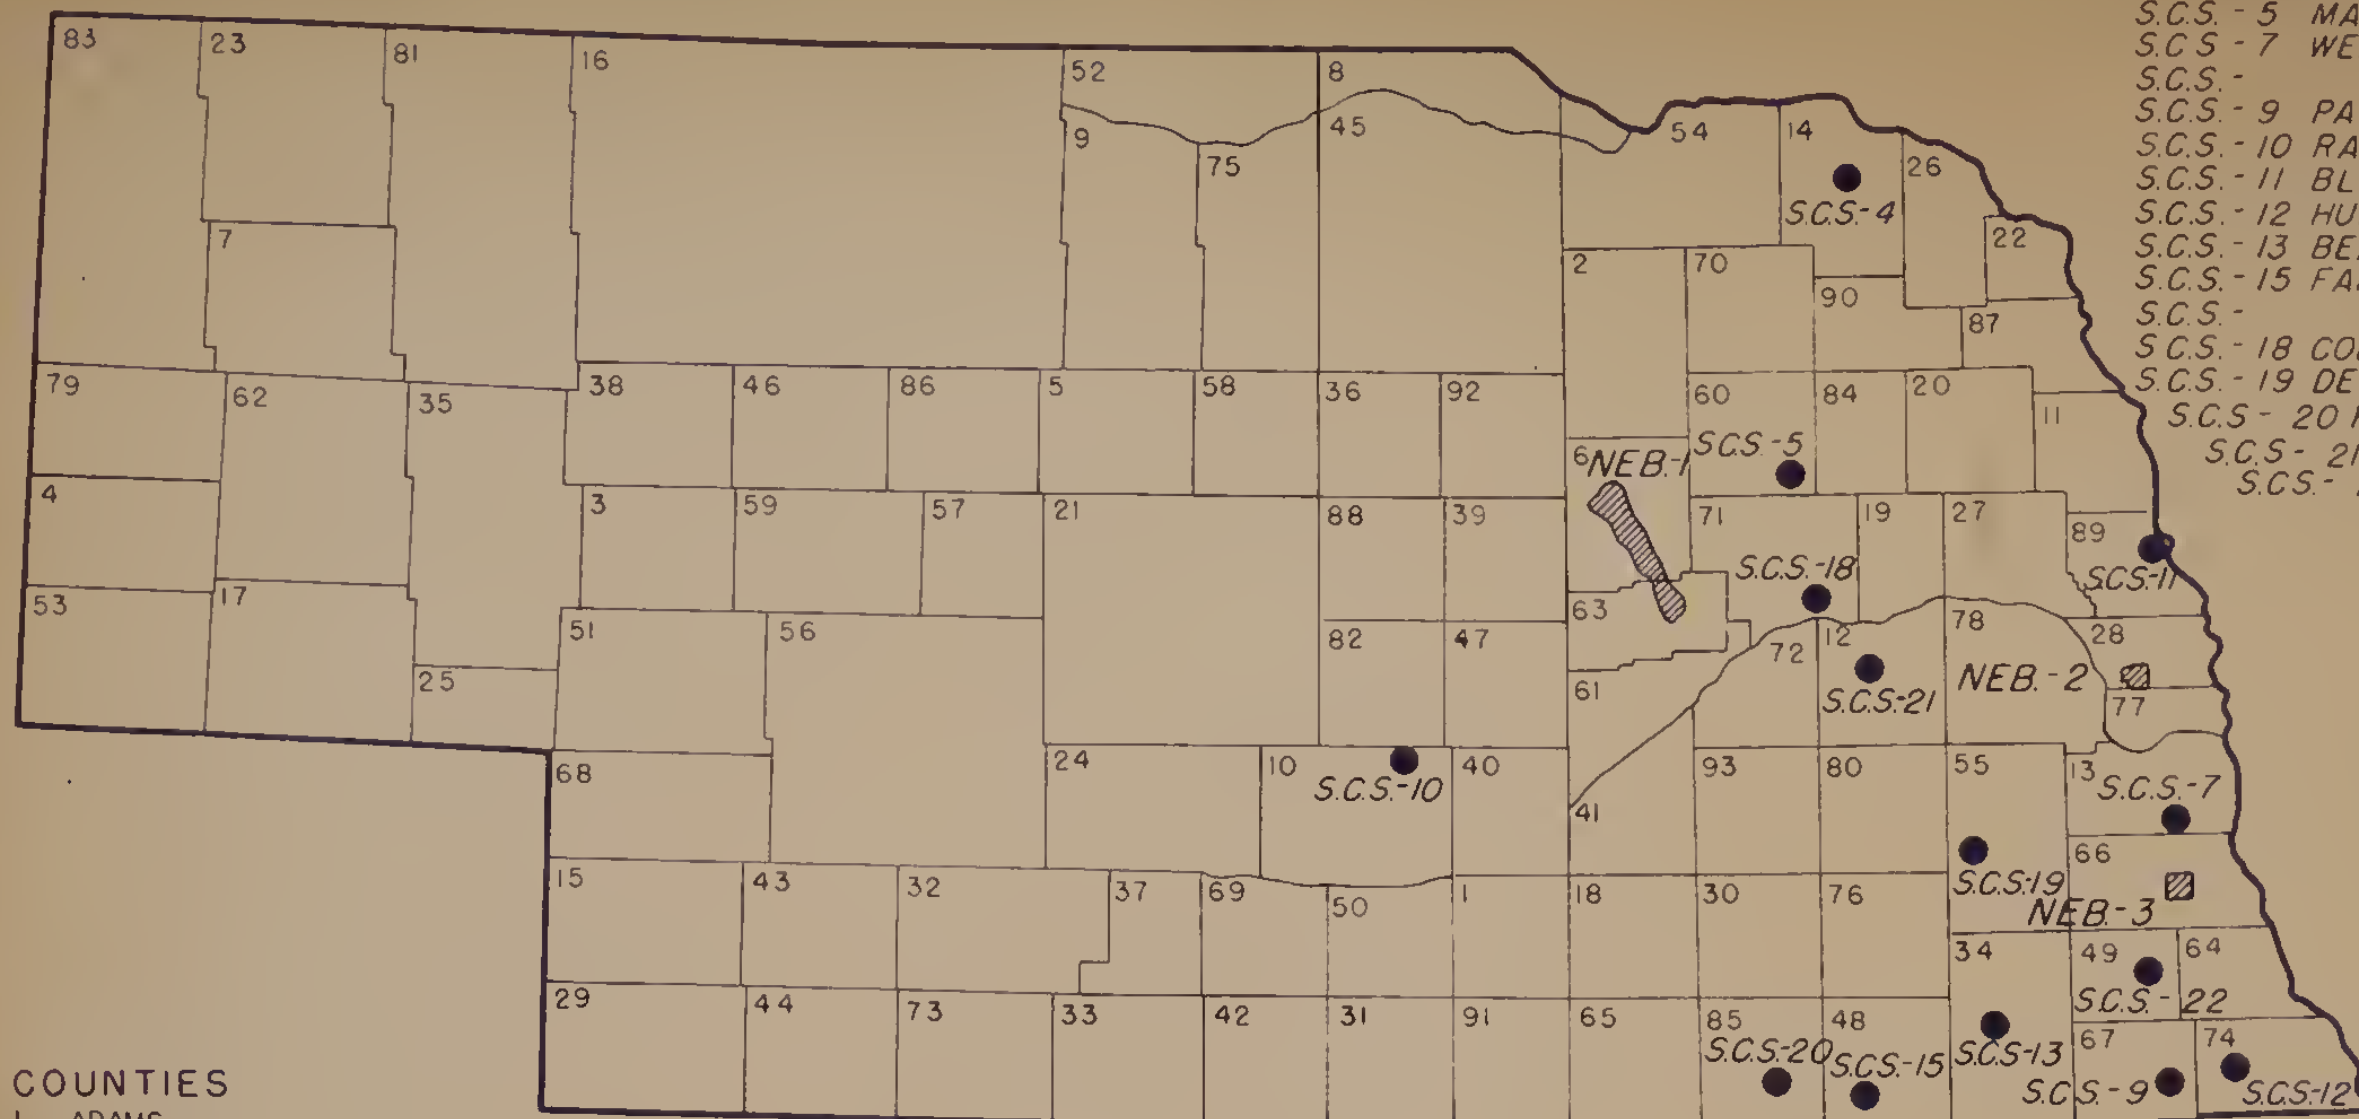 S.C.S. - 5 MA
S.C.S - 7 WE
S.C.S. -
S.C.S. - 9 PA
S.C.S. - 10 RA
S.C.S. - 11 BL
S.C.S. - 12 HU
S.C.S. - 13 BE
S.C.S. - 15 FA
S.C.S. -
S.C.S. - 18 CO
S.C.S. - 19 DE
S.C.S - 20
S.C.S - 21
S.C.S. -
83 23 81 16 52 8
9 75 45 54 14 26
S.C.S.-4
7 22
2 70 90 87
79 62 35 38 46 86 5 58 36 92 60 84 20 11
6 NEB.-1 S.C.S.-5
4 3 59 57 21 88 39 71 19 27 89
S.C.S.-18 S.C.S-11
53 17 51 56 82 47 63 72 12 78 28
25 61 S.C.S.-21 NEB.-2 77
68 24 10 40 41 93 80 55 13
S.C.S.-10 S.C.S.-7
66
S.C.S.-19
NEB.-3
15 43 32 37 69 50 1 18 30 76 34 49 64
S.C.S. - 22
29 44 73 33 42 31 91 65 85 48 67 74
S.C.S.-20 S.C.S.-15 S.C.S-13
S.C.S.-9 S.C.S.-12
COUNTIES
1 ADAMS